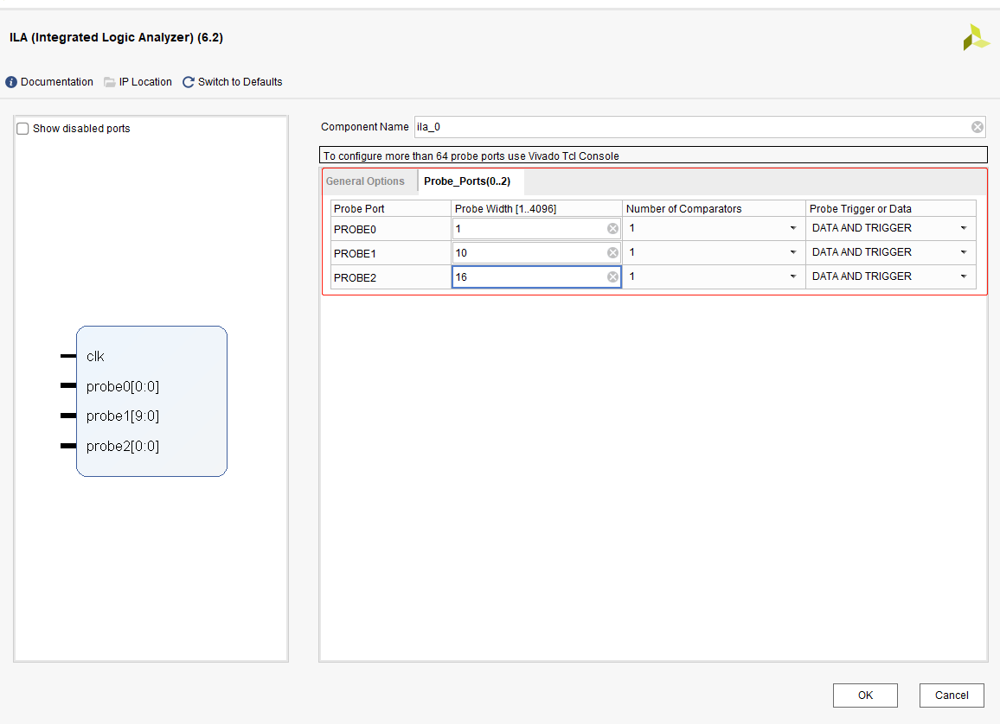 ILA (Integrated Logic Analyzer) (6.2)
Documentation IP Location Switch to Defaults
Show disabled ports
clk
probe0[0:0]
probe1[9:0]
probe2[0:0]
Component Name ila_0
To configure more than 64 probe ports use Vivado Tcl Console
General Options Probe_Ports(0..2)
Probe Port Probe Width [1..4096] Number of Comparators Probe Trigger or Data
PROBE0 1 1 DATA AND TRIGGER
PROBE1 10 1 DATA AND TRIGGER
PROBE2 16 1 DATA AND TRIGGER
OK Cancel